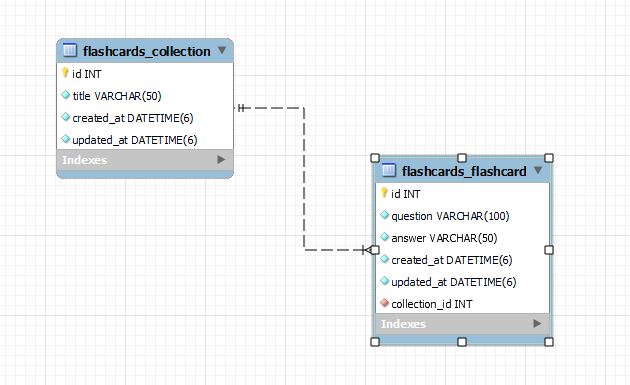 flashcards_collection
id INT
title VARCHAR(50)
created_at DATETIME(6)
updated_at DATETIME(6)
Indexes
flashcards_flashcard
id INT
question VARCHAR(100)
answer VARCHAR(50)
created_at DATETIME(6)
updated_at DATETIME(6)
collection_id INT
Indexes